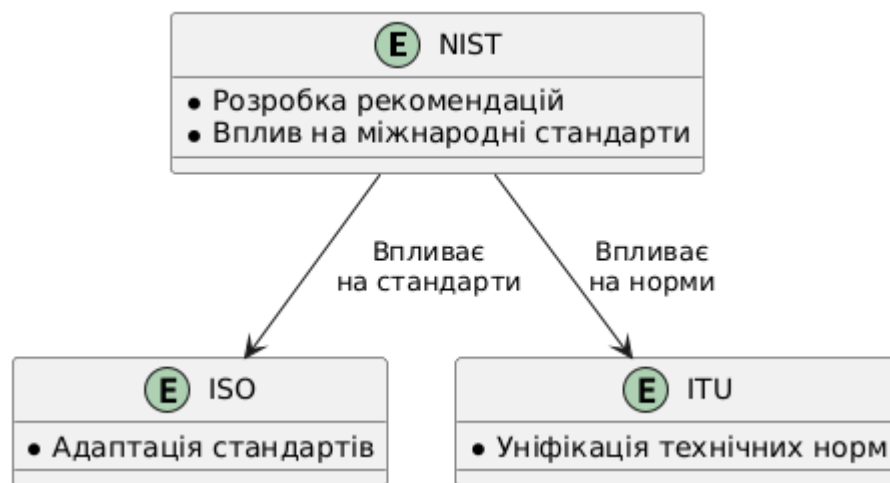 E NIST
• Розробка рекомендацій
• Вплив на міжнародні стандарти
Впливає
на стандарти
Впливає
на норми
E ISO
• Адаптація стандартів
E ITU
• Уніфікація технічних норм